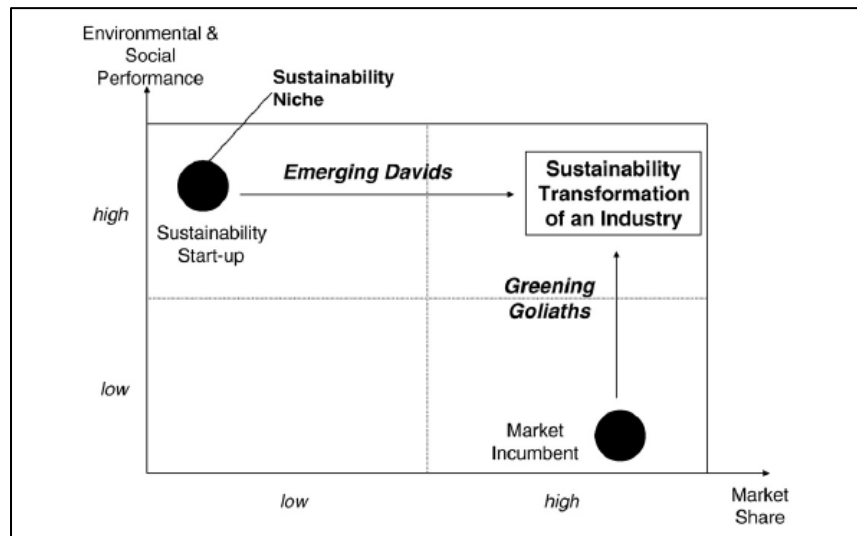 Environmental &
Social
Performance
Sustainability
Niche
Emerging Davids
Sustainability
Transformation
of an Industry
high
Sustainability
Start-up
Greening
Goliaths
low
Market
Incumbent
low
high
Market
Share